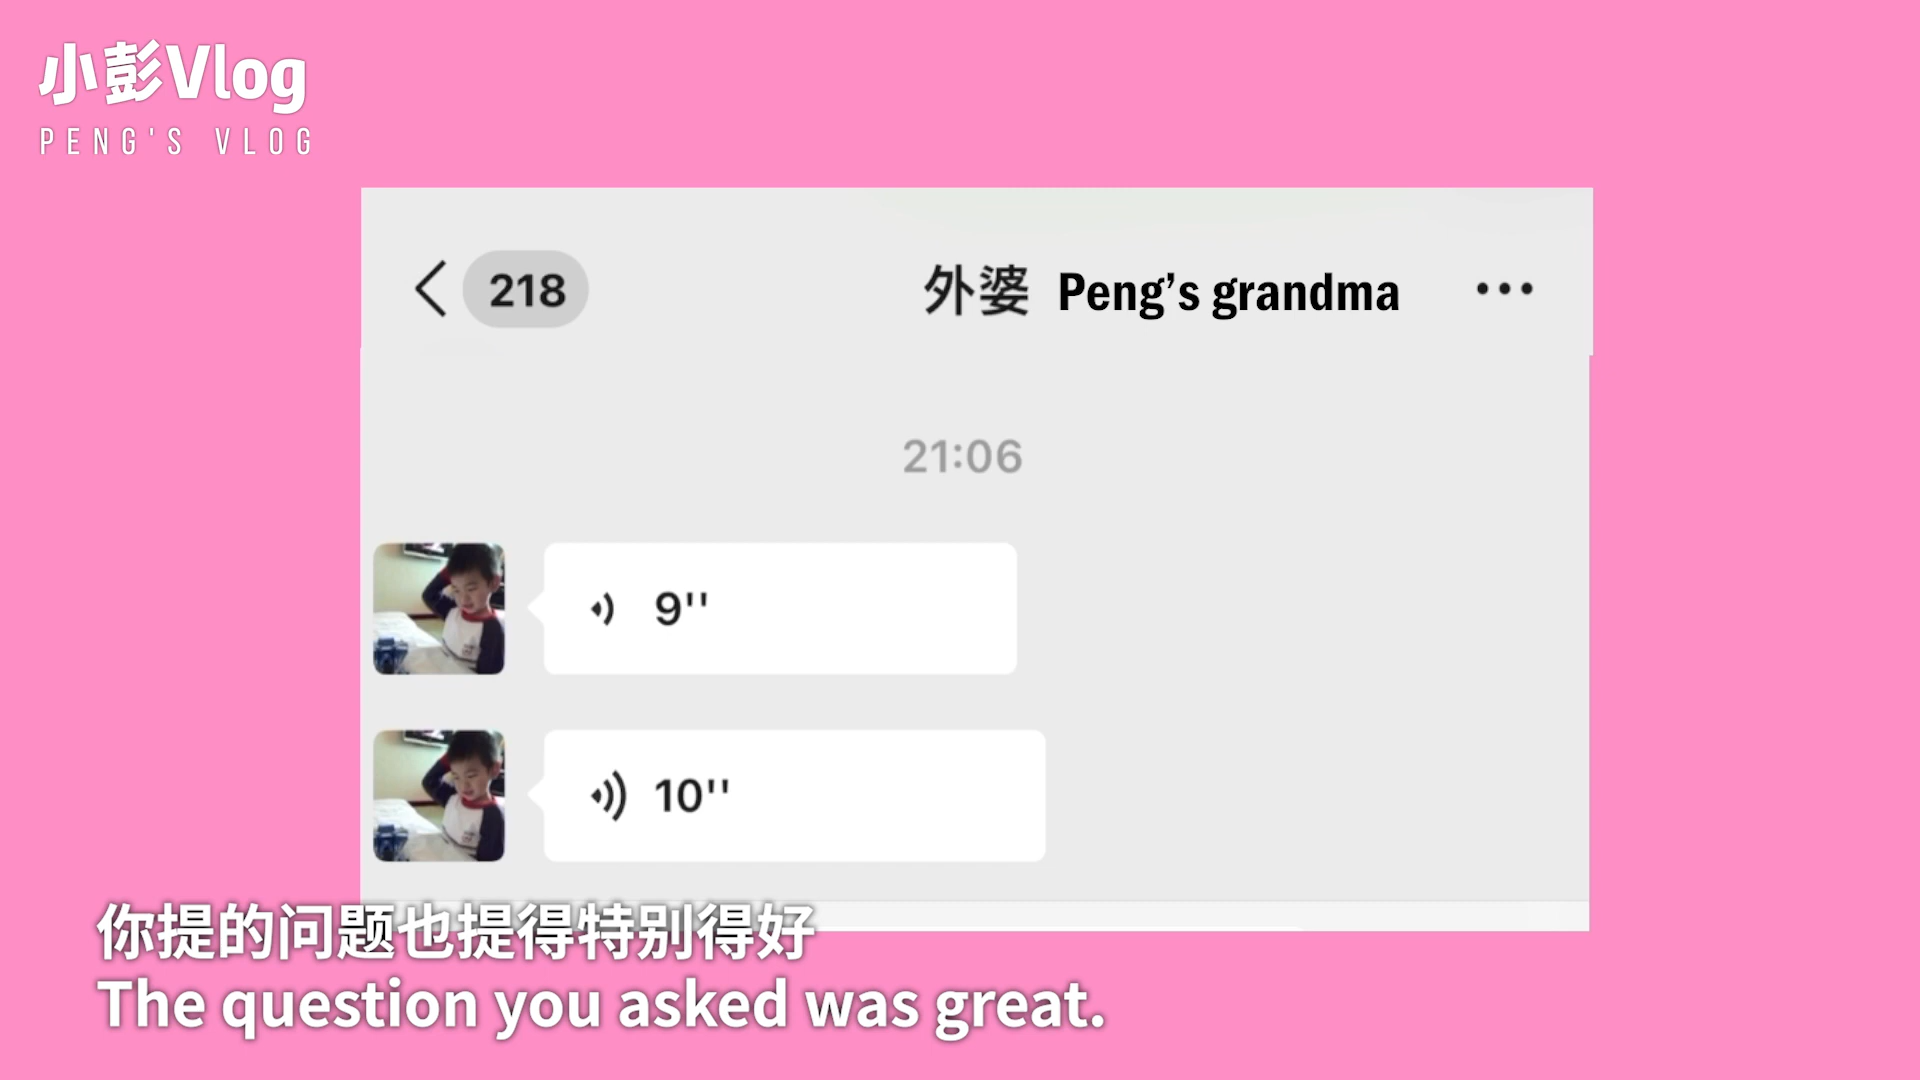 小彭Vlog
PENG'S VLOG
218
外婆 Peng’s grandma
21:06
9''
10''
你提的问题也提得特别得好
The question you asked was great.